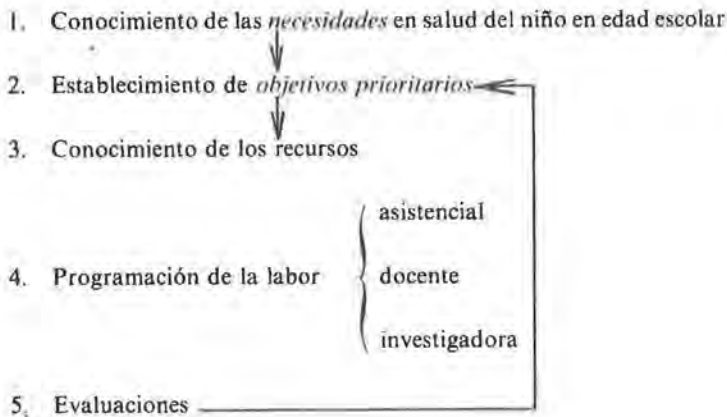 1. Conocimiento de las necesidades en salud del niño en edad escolar
2. Establecimiento de objetivos prioritarios
3. Conocimiento de los recursos
asistencial
4. Programación de la labor docente
investigadora
5. Evaluaciones